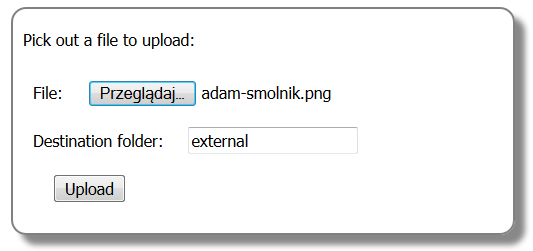 Pick out a file to upload:
File: Przeglądaj... adam-smolnik.png
Destination folder: external
Upload